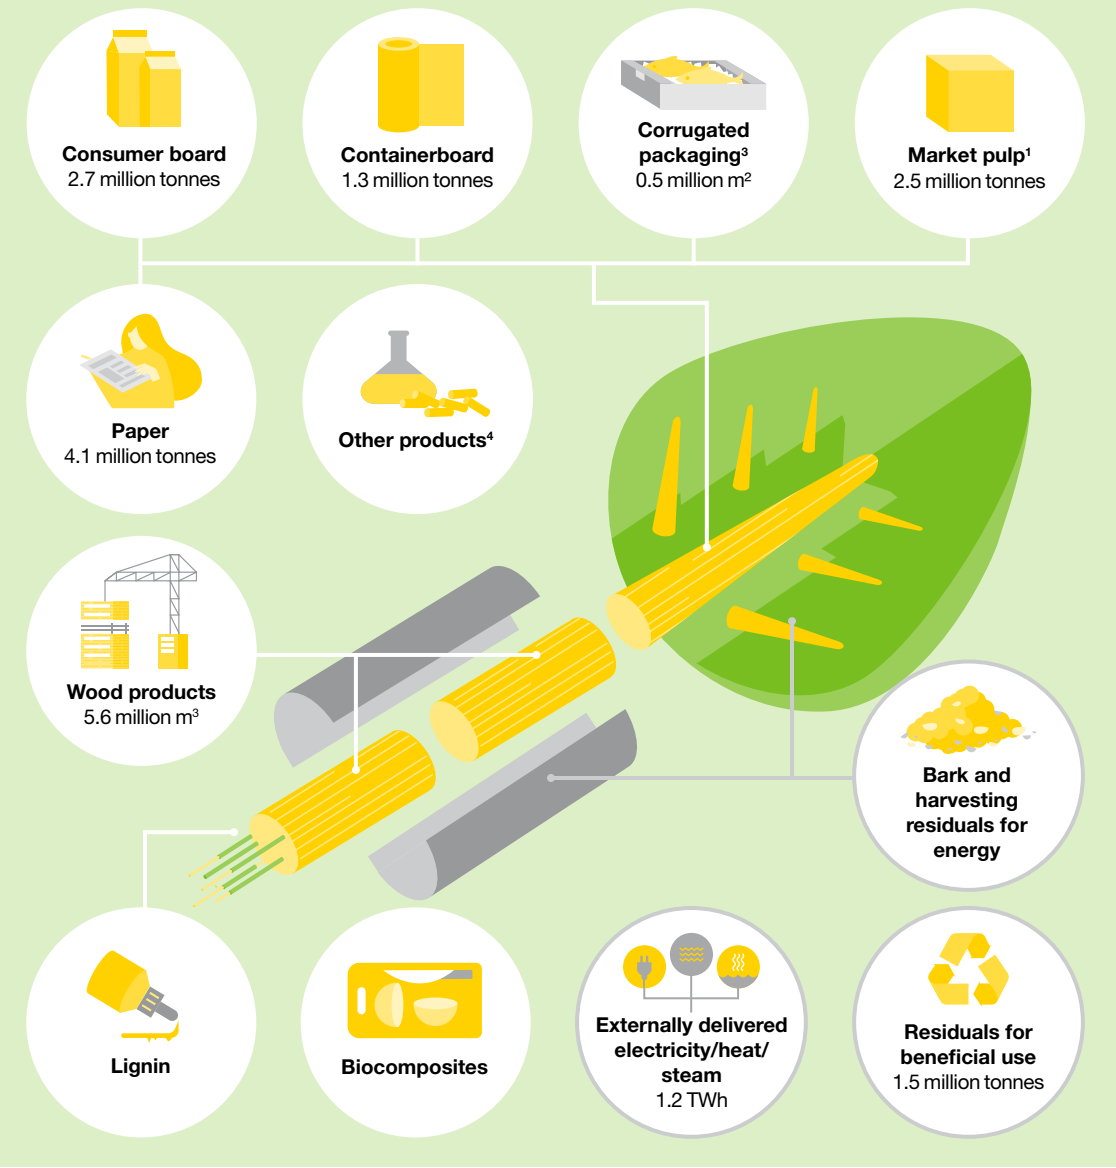 Consumer board
2.7 million tonnes
Containerboard
1.3 million tonnes
Corrugated
packaging³
0.5 million m²
Market pulp¹
2.5 million tonnes
Paper
4.1 million tonnes
Other products⁴
Wood products
5.6 million m³
Bark and
harvesting
residuals for
energy
Lignin
Biocomposites
Externally delivered
electricity/heat/
steam
1.2 TWh
Residuals for
beneficial use
1.5 million tonnes